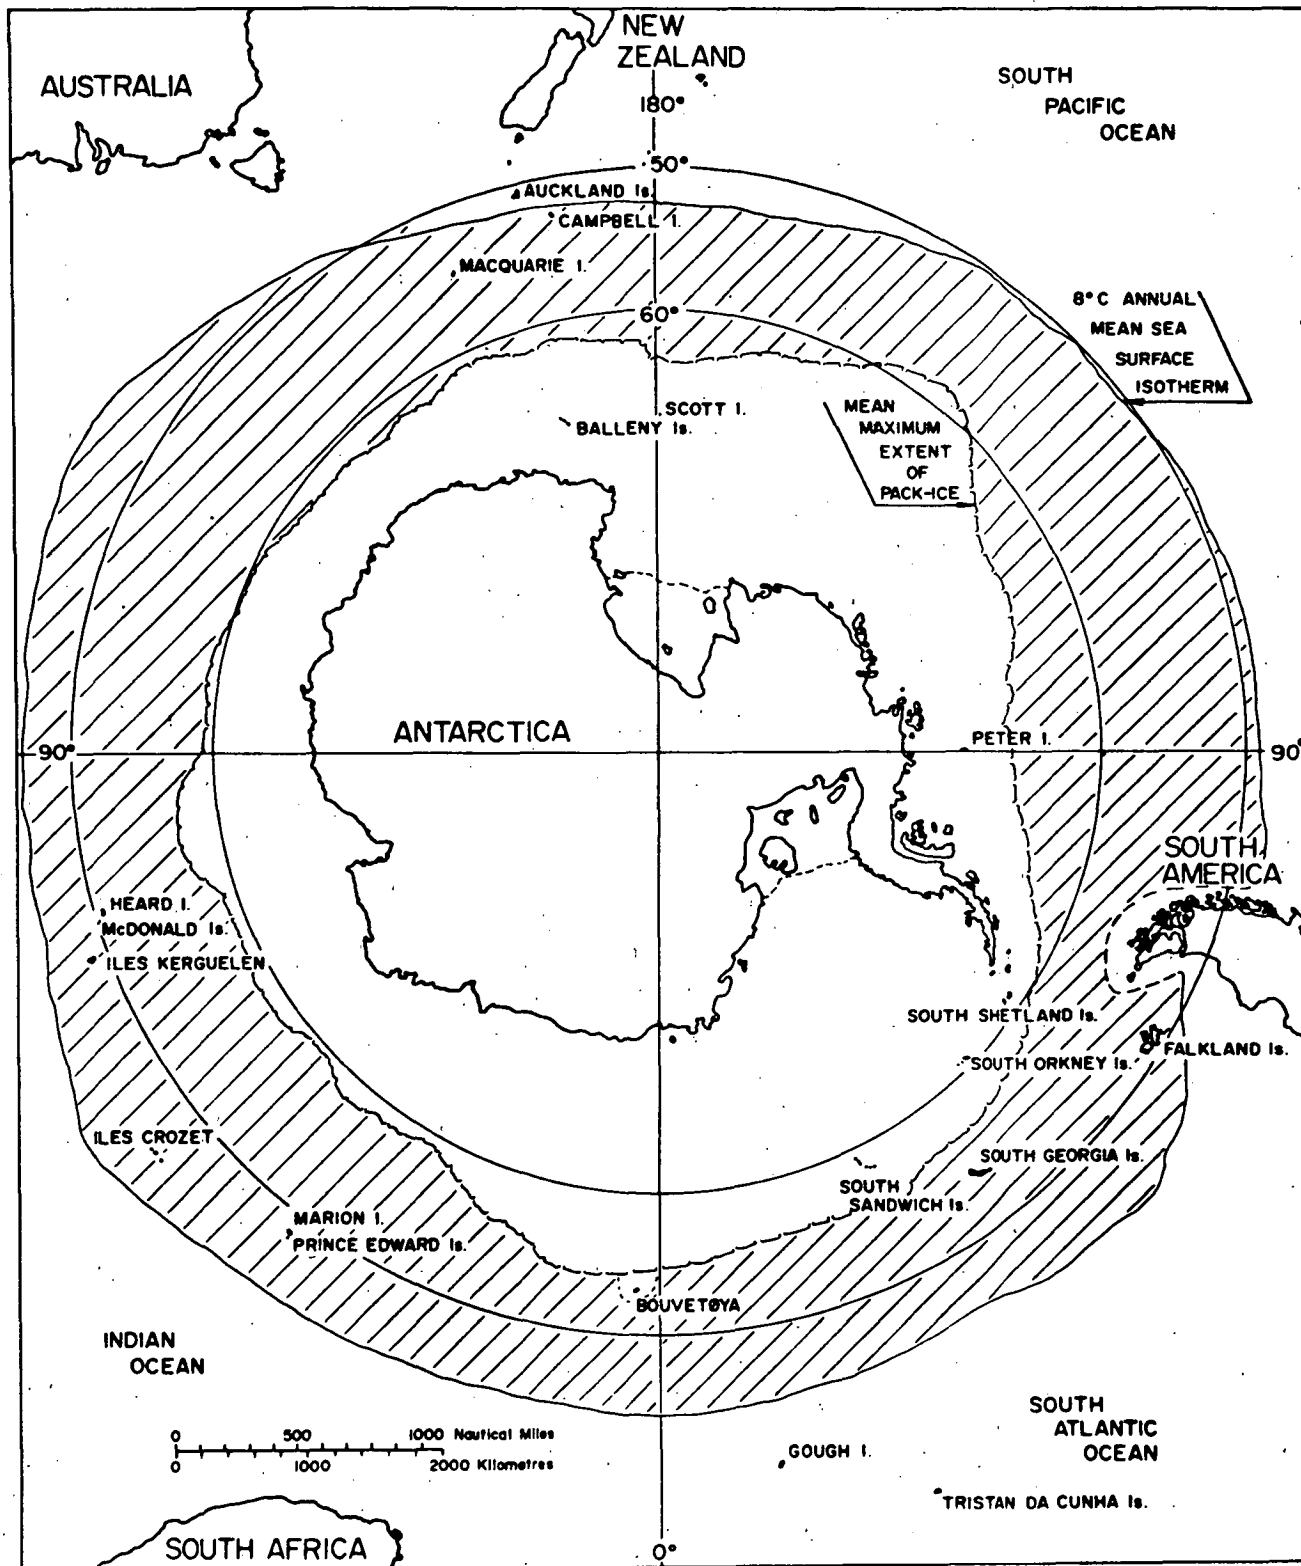 NEW
ZEALAND
AUSTRALIA
SOUTH
PACIFIC
OCEAN
180°
50°
AUCKLAND Is.
CAMPBELL I.
MACQUARIE I.
60°
8°C ANNUAL
MEAN SEA
SURFACE
ISOTHERM
SCOTT I.
BALLENY Is.
MEAN
MAXIMUM
EXTENT
OF
PACK-ICE
ANTARCTICA
PETER I.
90°
90°
SOUTH
AMERICA
HEARD I.
McDONALD Is.
ILES KERGUELEN
SOUTH SHETLAND Is.
FALKLAND Is.
SOUTH ORKNEY Is.
ILES CROZET
SOUTH GEORGIA Is.
SOUTH
SANDWICH Is.
MARION I.
PRINCE EDWARD Is.
BOUVETØYA
INDIAN
OCEAN
SOUTH
ATLANTIC
OCEAN
0 500 1000 Nautical Miles
0 1000 2000 Kilometres
GOUGH I.
TRISTAN DA CUNHA Is.
SOUTH AFRICA
0°